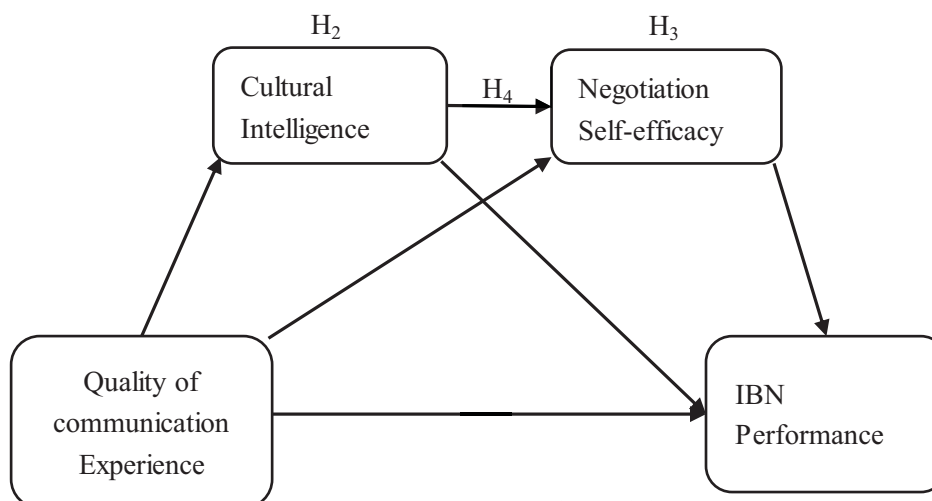 H2
H3
Cultural
Intelligence
H4
Negotiation
Self-efficacy
Quality of
communication
Experience
IBN
Performance